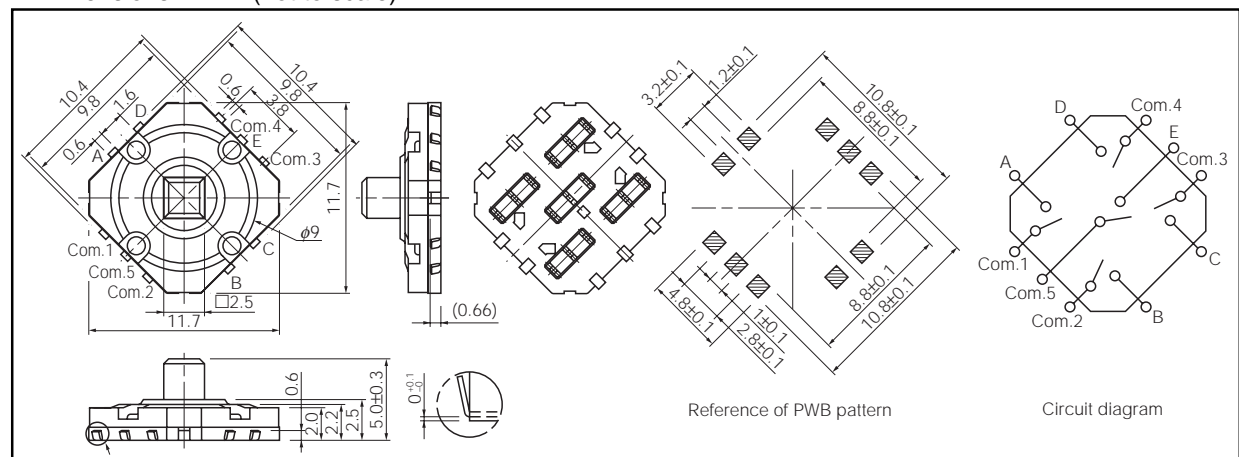 (Not to scale)
10.4
9.8
1.6
0.6
D
A
10.4
9.8
0.6
3.8
Com.4
E
Com.3
11.7
φ9
C
B
Com.1
Com.5
Com.2
□2.5
11.7
(0.66)
0.6
2.0
2.2
2.5
5.0±0.3
0 +0.1 -0
3.2±0.1
1.2±0.1
10.8±0.1
8.8±0.1
4.8±0.1
1±0.1
2.8±0.1
8.8±0.1
10.8±0.1
Reference of PWB pattern
D
Com.4
E
Com.3
A
Com.1
Com.5
Com.2
C
B
Circuit diagram